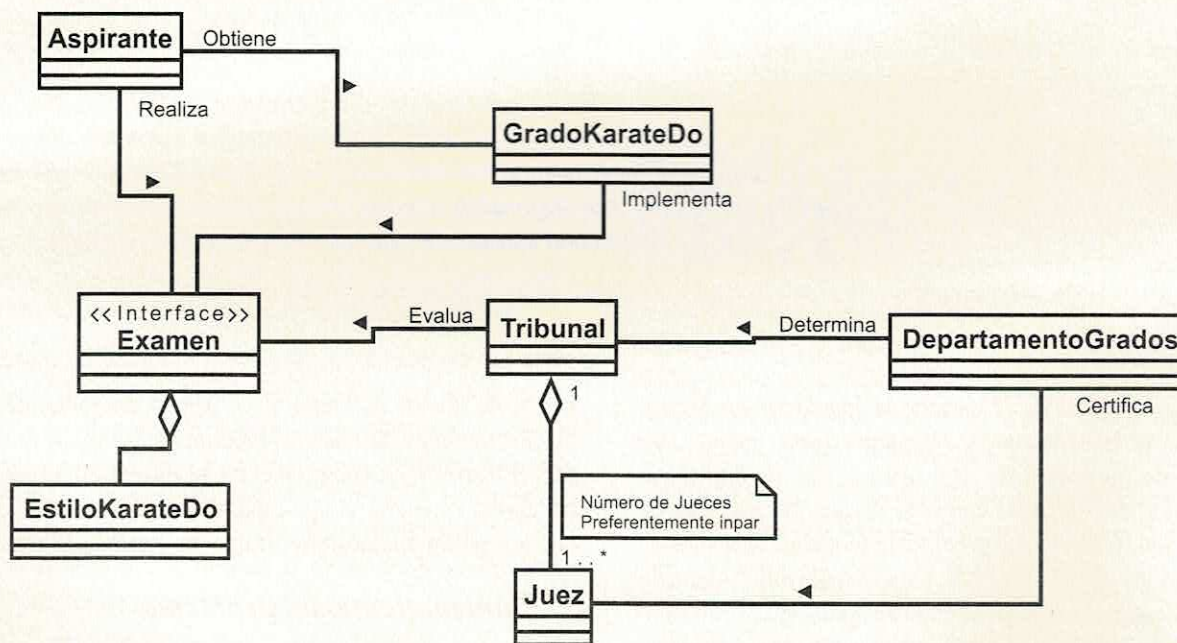 Aspirante
Obtiene
Realiza
GradoKarateDo
Implementa
<<Interface>>
Examen
Evalua
Tribunal
Determina
DepartamentoGrados
1
Certifica
EstiloKarateDo
Número de Jueces
Preferentemente inpar
1 . . *
Juez